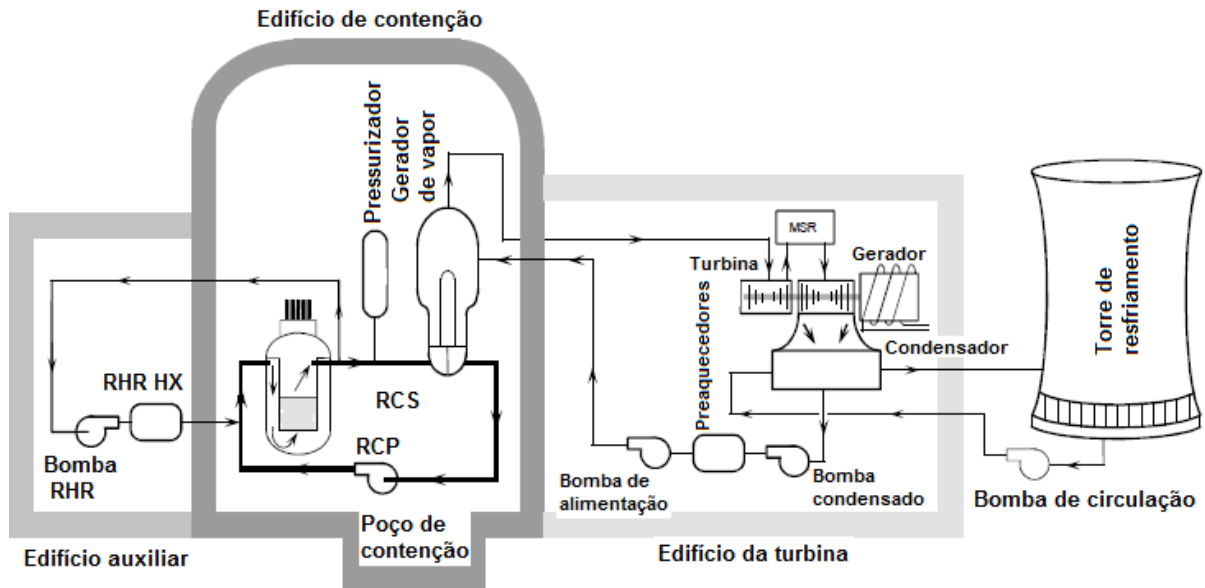 Edifício de contenção
Pressurizador
Gerador
de vapor
MSR
Turbina
Gerador
Preaquecedores
Condensador
Torre de
resfriamento
RHR HX
RCS
RCP
Bomba
RHR
Bomba de
alimentação
Bomba
condensado
Bomba de circulação
Poço de
contenção
Edifício auxiliar
Edifício da turbina